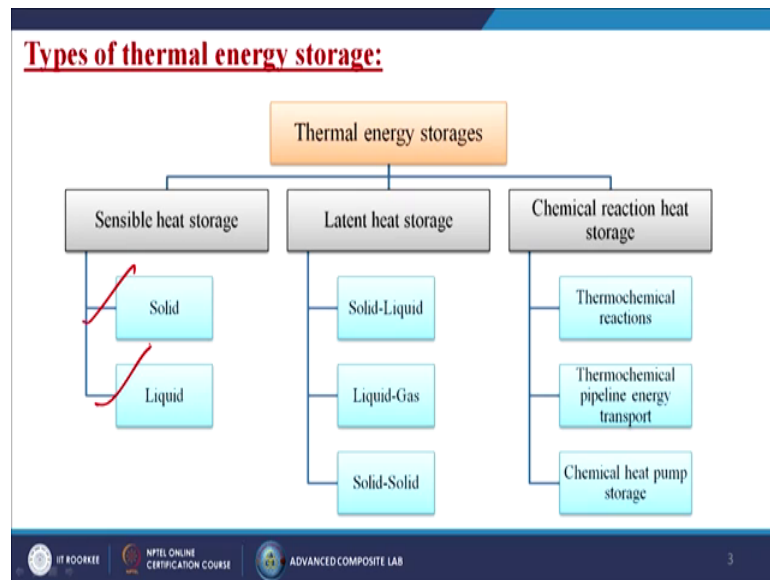 Types of thermal energy storage:
Thermal energy storages
Sensible heat storage
Latent heat storage
Chemical reaction heat
storage
Solid
Solid-Liquid
Thermochemical
reactions
Liquid
Liquid-Gas
Thermochemical
pipeline energy
transport
Solid-Solid
Chemical heat pump
storage
IIT ROORKEE
NPTEL ONLINE
CERTIFICATION COURSE
ADVANCED COMPOSITE LAB
3